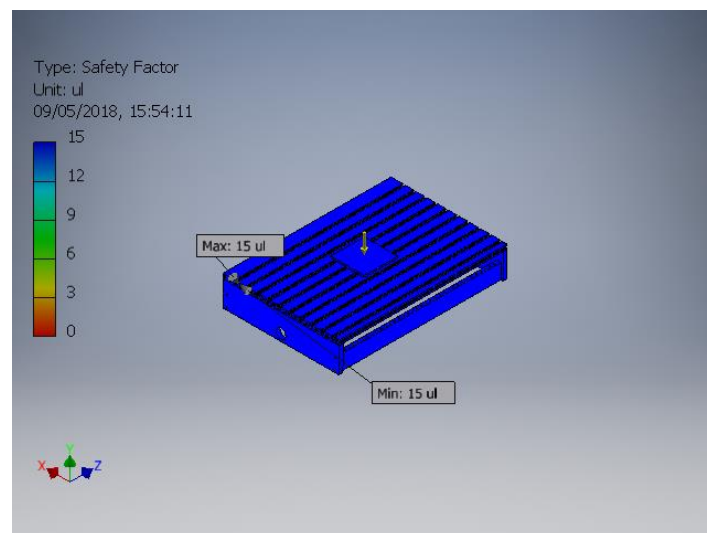 Type: Safety Factor
Unit: ul
09/05/2018, 15:54:11
15
12
9
6
3
0
Max: 15 ul
Min: 15 ul
Y
X
Z